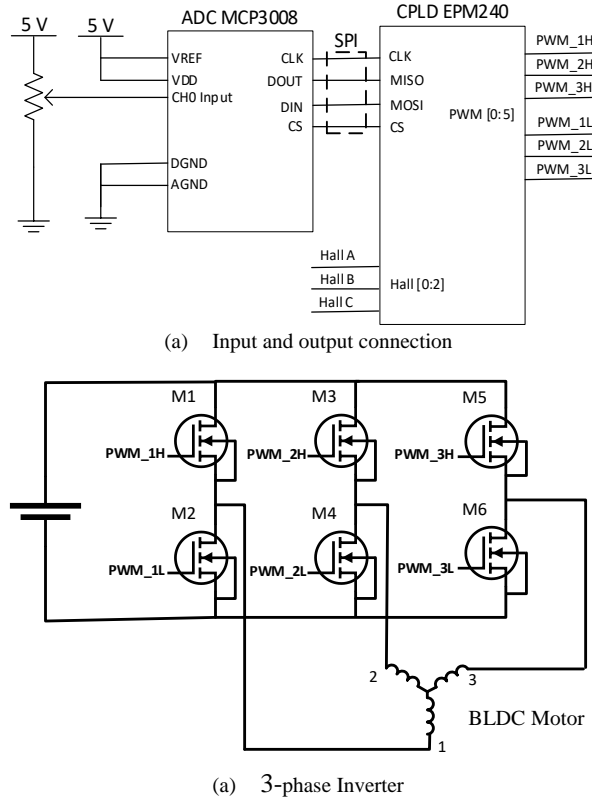 5 V
5 V
ADC MCP3008
CPLD EPM240
VREF
VDD
CH0 Input
DGND
AGND
CLK
DOUT
DIN
CS
SPI
CLK
MISO
MOSI
CS
PWM [0:5]
PWM_1H
PWM_2H
PWM_3H
PWM_1L
PWM_2L
PWM_3L
Hall A
Hall B
Hall C
Hall [0:2]
(a) Input and output connection
M1
M3
M5
PWM_1H
PWM_2H
PWM_3H
M2
M4
M6
PWM_1L
PWM_2L
PWM_3L
2
3
1
BLDC Motor
(a) 3-phase Inverter